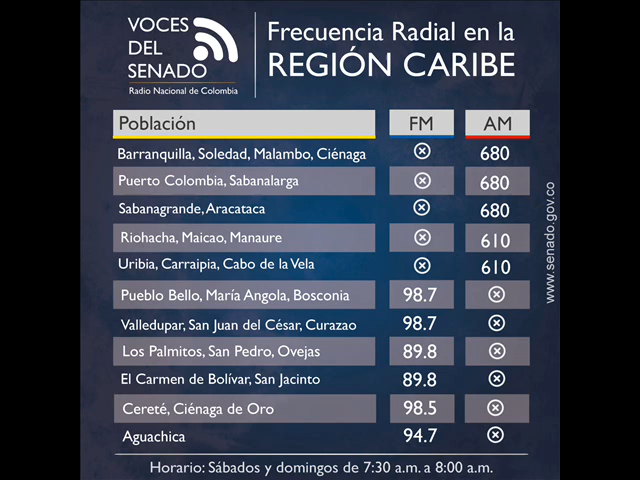 VOCES
DEL
SENADO
Radio Nacional de Colombia
Frecuencia Radial en la
REGIÓN CARIBE
Población FM AM
Barranquilla, Soledad, Malambo, Ciénaga ⊗ 680
Puerto Colombia, Sabanalarga ⊗ 680
Sabanagrande, Aracataca ⊗ 680
Riohacha, Maicao, Manaure ⊗ 610
Uribia, Carraipia, Cabo de la Vela ⊗ 610
Pueblo Bello, María Angola, Bosconia 98.7 ⊗
Valledupar, San Juan del César, Curazao 98.7 ⊗
Los Palmitos, San Pedro, Ovejas 89.8 ⊗
El Carmen de Bolívar, San Jacinto 89.8 ⊗
Cereté, Ciénaga de Oro 98.5 ⊗
Aguachica 94.7 ⊗
Horario: Sábados y domingos de 7:30 a.m. a 8:00 a.m.
www.senado.gov.co